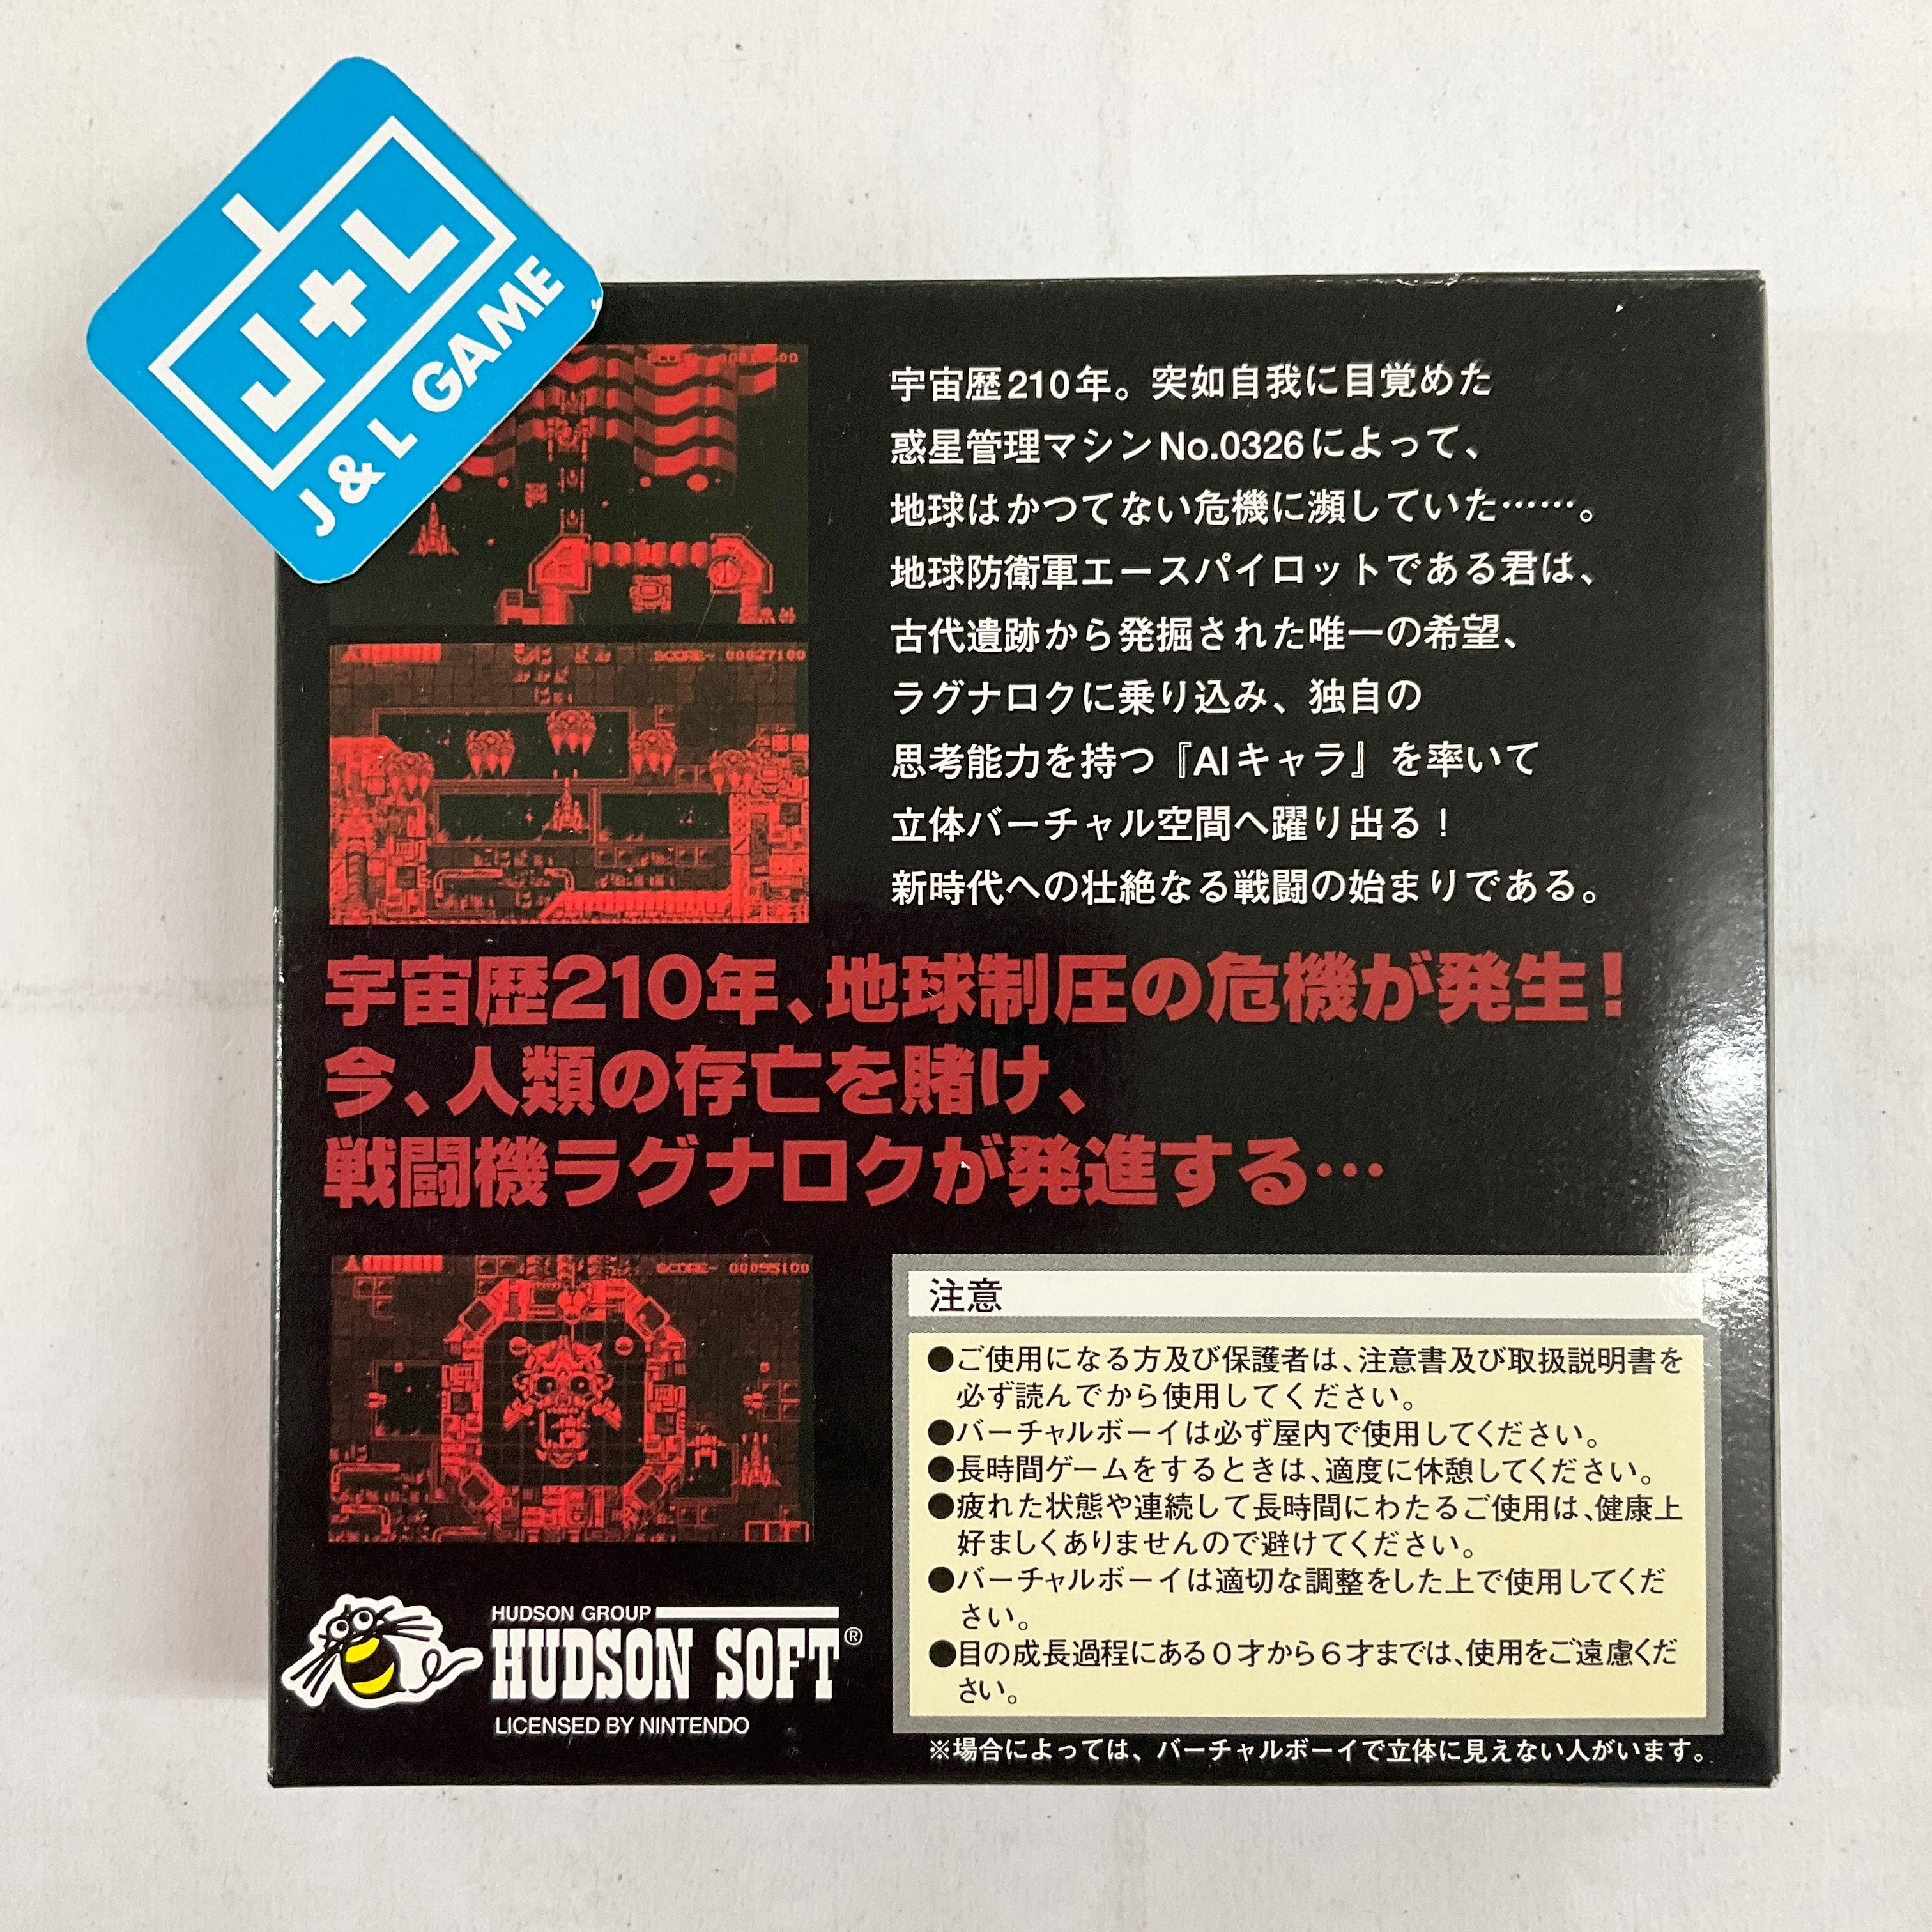 J+L
J & L GAME
宇宙歴210年。突如自我に目覚めた
惑星管理マシンNo.0326によって、
地球はかつてない危機に瀕していた……。
地球防衛軍エースパイロットである君は、
古代遺跡から発掘された唯一の希望、
ラグナロクに乗り込み、独自の
思考能力を持つ『AIキャラ』を率いて
立体バーチャル空間へ躍り出る！
新時代への壮絶なる戦闘の始まりである。
SCORE- 00027100
宇宙歴210年、地球制圧の危機が発生！
今、人類の存亡を賭け、
戦闘機ラグナロクが発進する…
SCORE- 00055100
注意
●ご使用になる方及び保護者は、注意書及び取扱説明書を
必ず読んでから使用してください。
●バーチャルボーイは必ず屋内で使用してください。
●長時間ゲームをするときは、適度に休憩してください。
●疲れた状態や連続して長時間にわたるご使用は、健康上
好ましくありませんので避けてください。
●バーチャルボーイは適切な調整をした上で使用してくだ
さい。
●目の成長過程にある0才から6才までは、使用をご遠慮くだ
さい。
※場合によっては、バーチャルボーイで立体に見えない人がいます。
HUDSON GROUP
HUDSON SOFT®
LICENSED BY NINTENDO